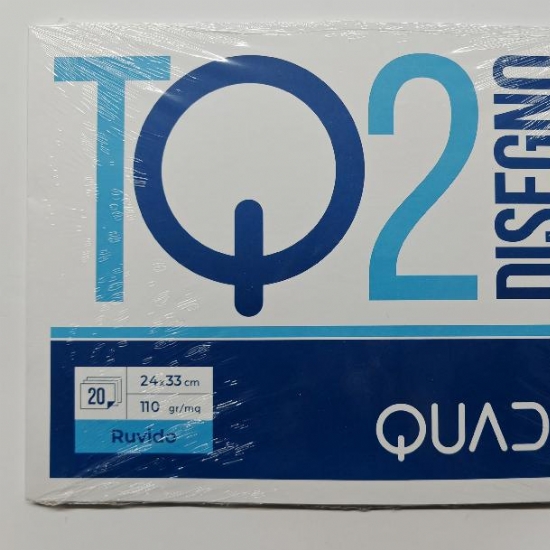 TQ2
DISEGNO
20
24x33 cm
110 gr/mq
Ruvido
QUAD